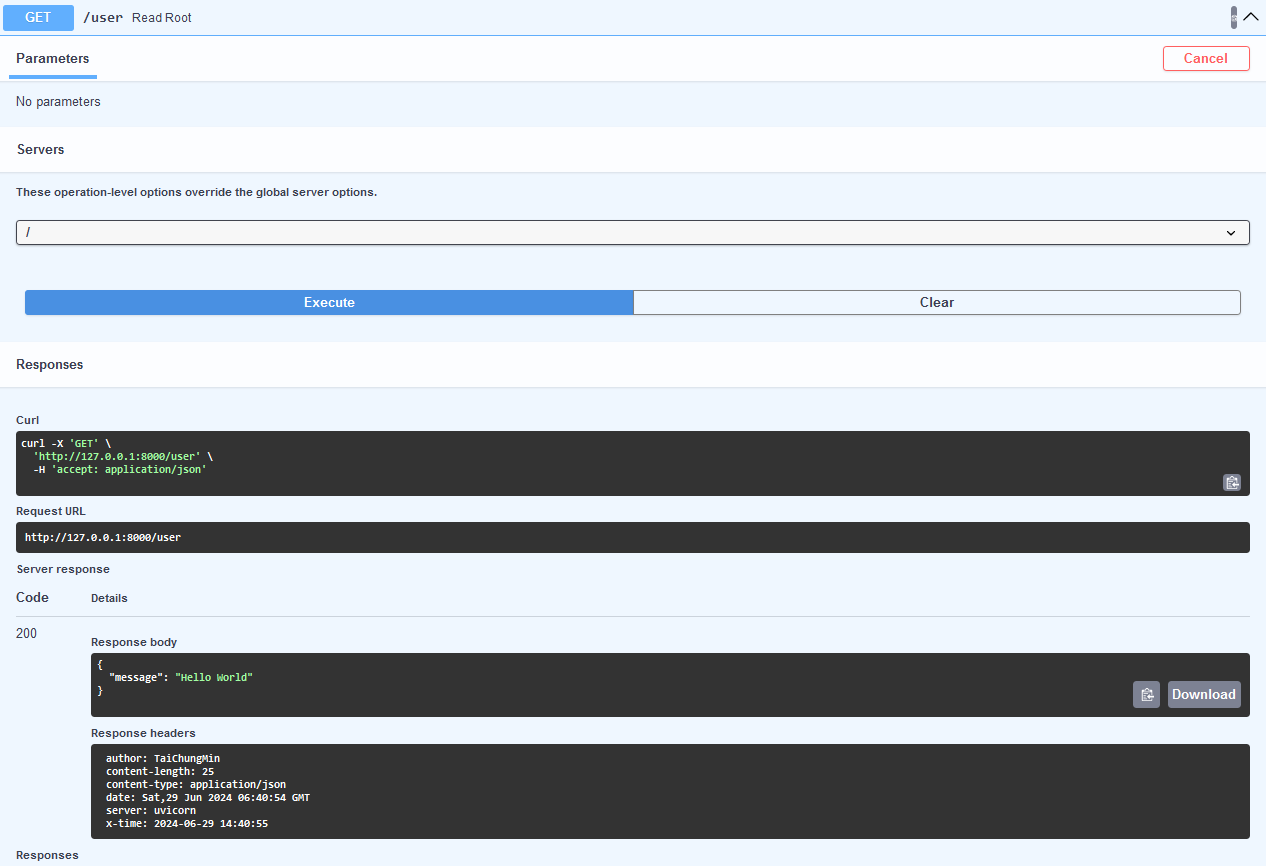 GET /user Read Root
Parameters
Cancel
No parameters
Servers
These operation-level options override the global server options.
/
Execute
Clear
Responses
Curl
curl -X 'GET' \
  'http://127.0.0.1:8000/user' \
  -H 'accept: application/json'
Request URL
http://127.0.0.1:8000/user
Server response
Code Details
200
Response body
{
  "message": "Hello World"
}
Download
Response headers
author: TaiChungMin
content-length: 25
content-type: application/json
date: Sat,29 Jun 2024 06:40:54 GMT
server: uvicorn
x-time: 2024-06-29 14:40:55
Responses